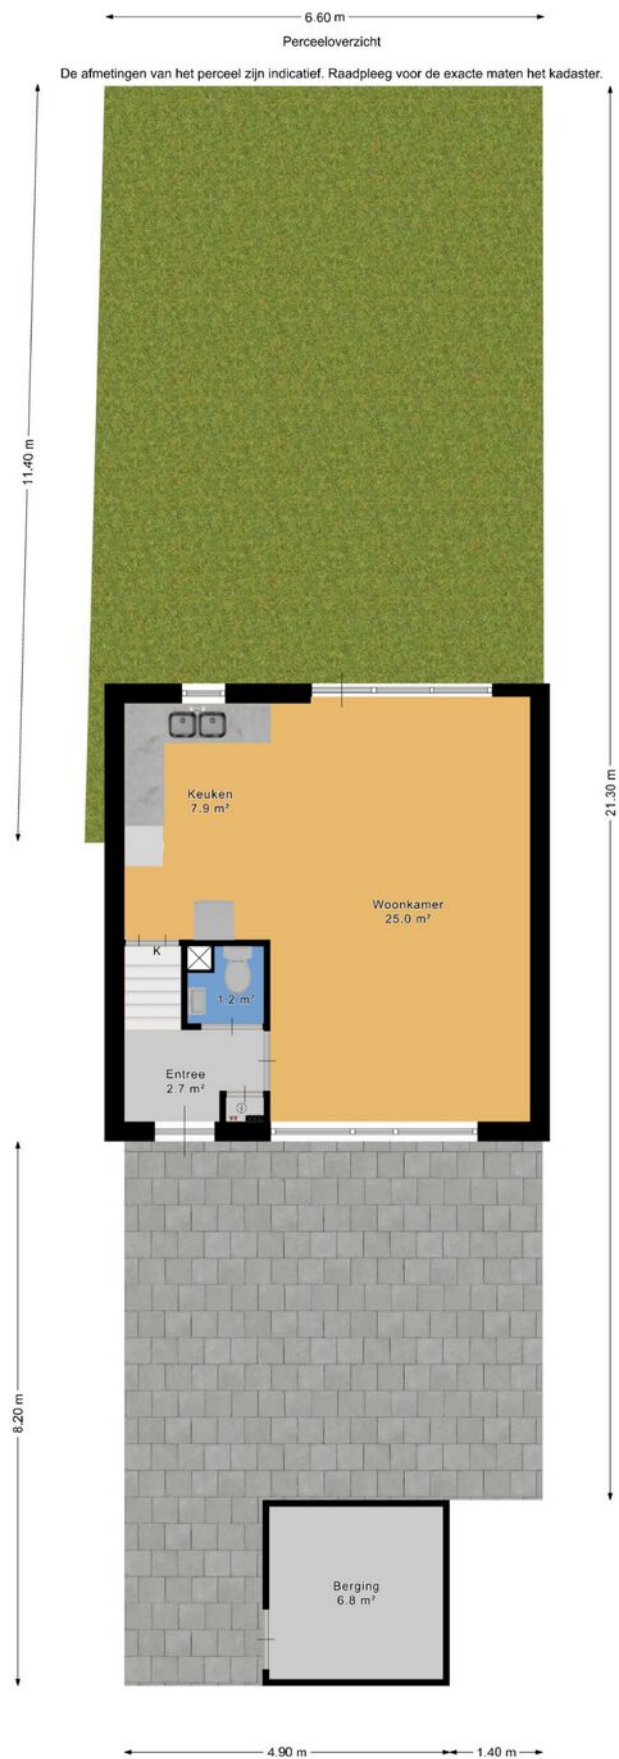 6.60 m
Perceeloverzicht
De afmetingen van het perceel zijn indicatief. Raadpleeg voor de exacte maten het kadaster.
11.40 m
21.30 m
Keuken
7.9 m²
Woonkamer
25.0 m²
K
1.2 m²
Entree
2.7 m²
8.20 m
Berging
6.8 m²
4.90 m
1.40 m